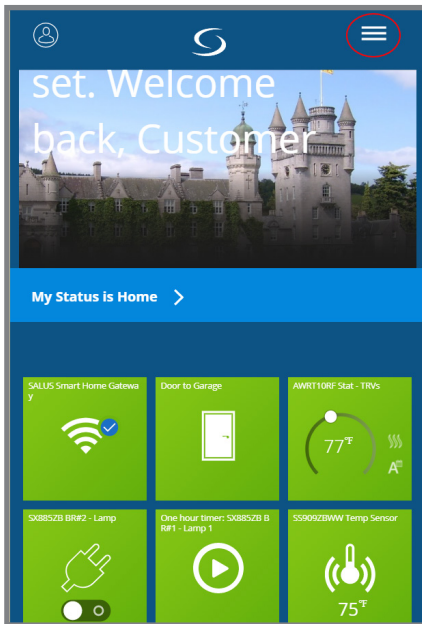 set. Welcome
back, Customer
My Status is Home
SALUS Smart Home Gatewa
y
Door to Garage
AWRT10RF Stat - TRVs
77°F
A
SX885ZB BR#2 - Lamp
One hour timer: SX885ZB B
R#1 - Lamp 1
SS909ZBWW Temp Sensor
75°F